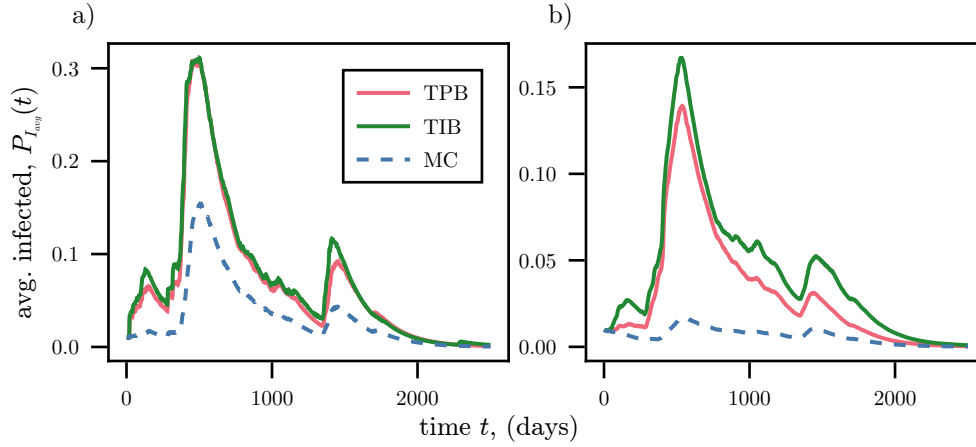 a)
b)
avg. infected, P_{I_{avg}}(t)
0.3
0.2
0.1
0.0
TPB
TIB
MC
0.15
0.10
0.05
0.00
0
1000
2000
0
1000
2000
time t, (days)